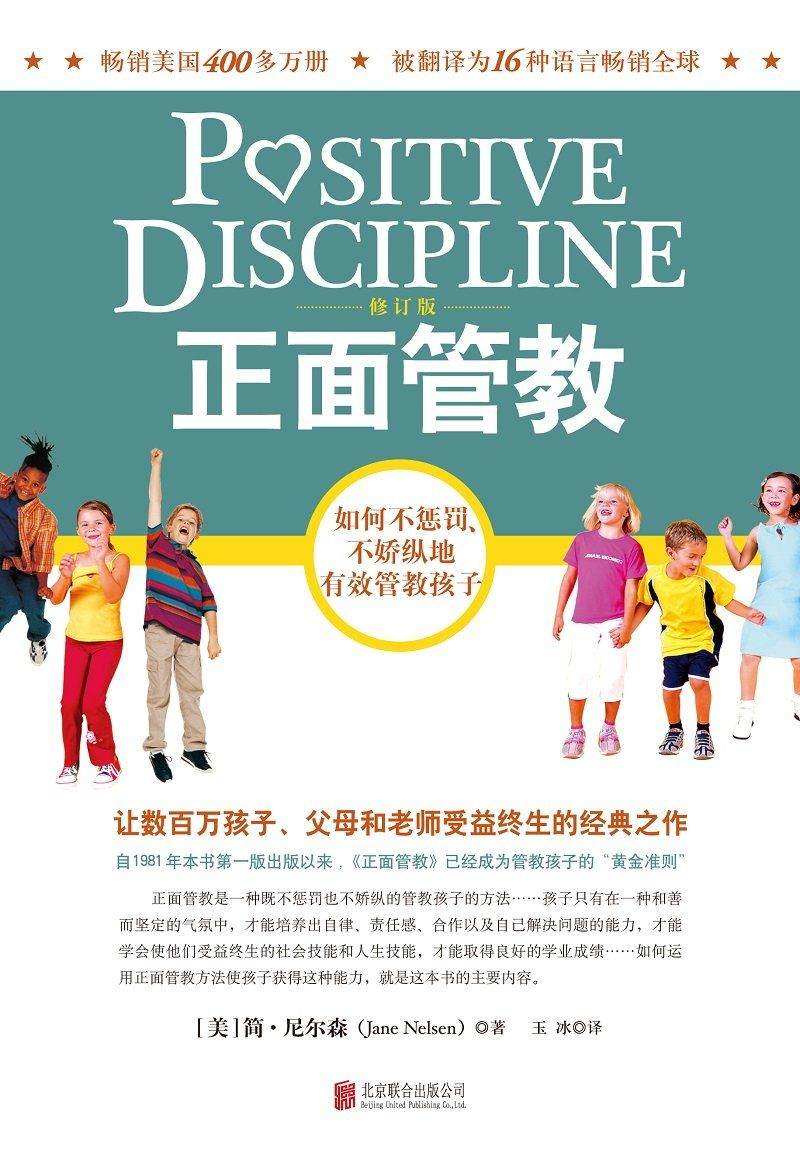 ★ ★ 畅销美国400多万册 ★ 被翻译为16种语言畅销全球 ★ ★
POSITIVE
DISCIPLINE
修订版
正面管教
如何不惩罚、
不娇纵地
有效管教孩子
让数百万孩子、父母和老师受益终生的经典之作
自1981年本书第一版出版以来，《正面管教》已经成为管教孩子的“黄金准则”
正面管教是一种既不惩罚也不娇纵的管教孩子的方法……孩子只有在一种和善
而坚定的气氛中，才能培养出自律、责任感、合作以及自己解决问题的能力，才能
学会使他们受益终生的社会技能和人生技能，才能取得良好的学业成绩……如何运
用正面管教方法使孩子获得这种能力，就是这本书的主要内容。
［美］简·尼尔森（Jane Nelsen）◎著 玉 冰◎译
北京联合出版公司
Beijing United Publishing Co.,Ltd.